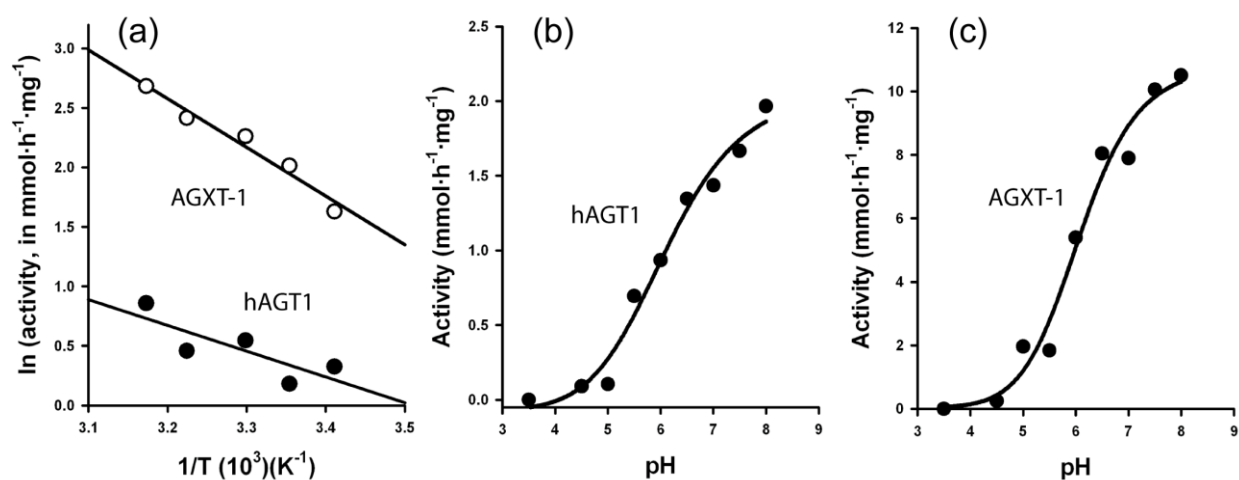 (a)
ln (activity, in mmol·h⁻¹·mg⁻¹)
3.0
2.5
2.0
1.5
1.0
0.5
0.0
AGXT-1
hAGT1
3.1 3.2 3.3 3.4 3.5
1/T (10³)(K⁻¹)
(b)
Activity (mmol·h⁻¹·mg⁻¹)
2.5
2.0
1.5
1.0
0.5
0.0
hAGT1
3 4 5 6 7 8 9
pH
(c)
Activity (mmol·h⁻¹·mg⁻¹)
12
10
8
6
4
2
0
AGXT-1
3 4 5 6 7 8 9
pH